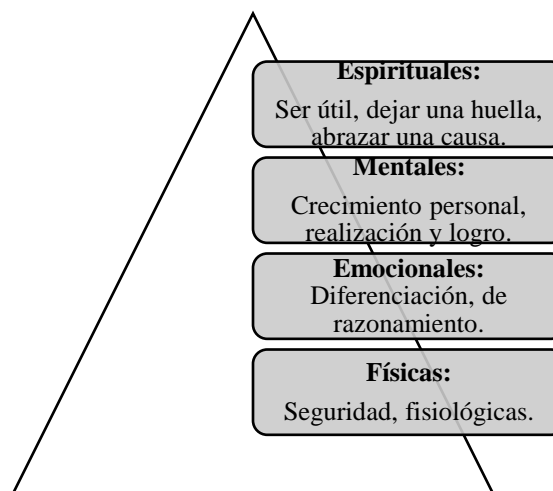 Espirituales:
Ser útil, dejar una huella,
abrazar una causa.
Mentales:
Crecimiento personal,
realización y logro.
Emocionales:
Diferenciación, de
razonamiento.
Físicas:
Seguridad, fisiológicas.